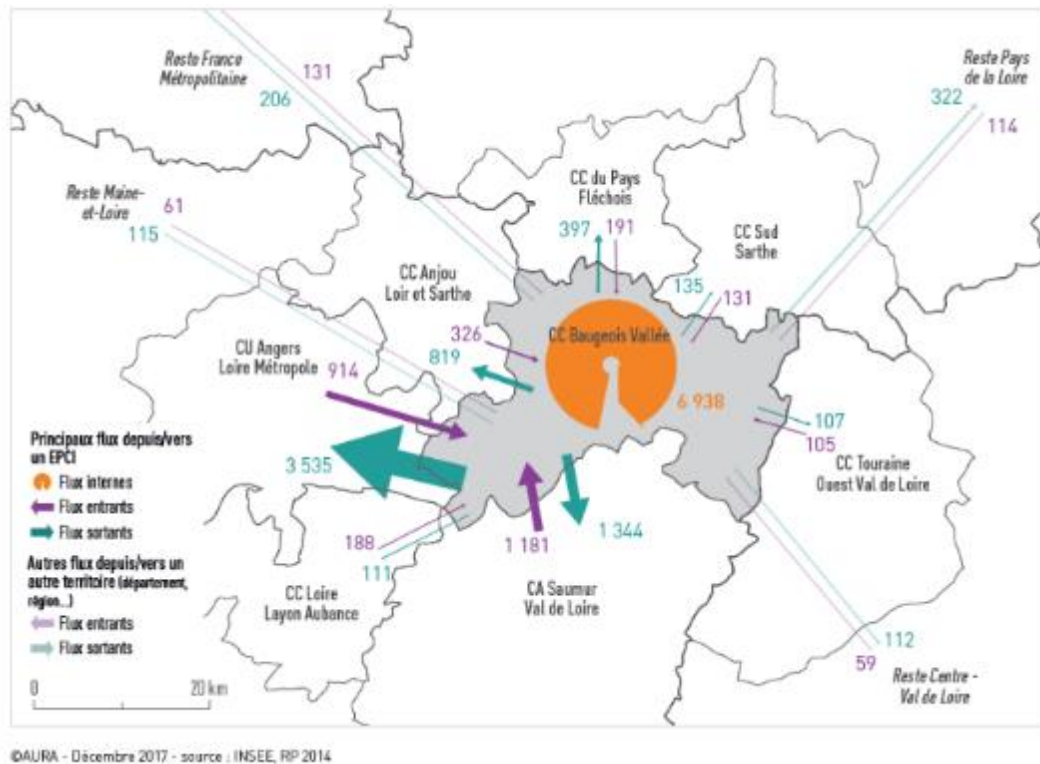 Reste France
Métropolitaine
131
206
Reste Pays
de la Loire
322
114
CC du Pays
Fléchois
397
191
CC Sud
Sarthe
135
131
Reste Maine-
et-Loire
61
115
CC Anjou
Loir et Sarthe
CC Baugeois Vallée
326
819
CU Angers
Loire Métropole
914
6 938
107
105
CC Touraine
Ouest Val de Loire
3 535
188
111
1 181
1 344
CC Loire
Layon Aubance
CA Saumur
Val de Loire
112
59
Reste Centre -
Val de Loire
Principaux flux depuis/vers
un EPCI
Flux internes
Flux entrants
Flux sortants
Autres flux depuis/vers un
autre territoire (département,
région...)
Flux entrants
Flux sortants
0
20 km
©AURA - Décembre 2017 - source : INSEE, RP 2014